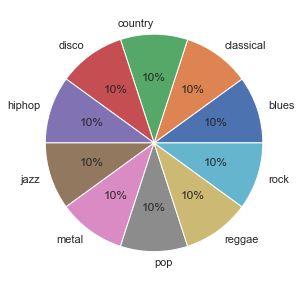 country
disco
classical
10%
10%
10%
hiphop
blues
10%
10%
jazz
10%
10%
rock
10%
10%
10%
metal
reggae
pop